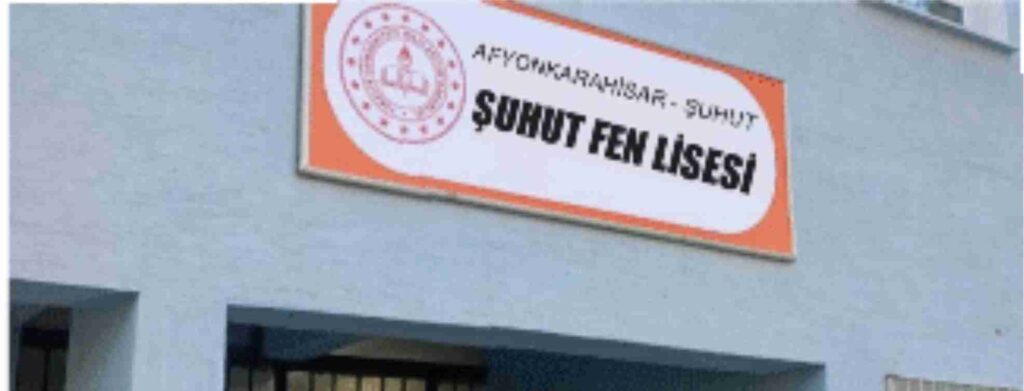 AFYONKARAHİSAR - ŞUHUT
ŞUHUT FEN LİSESİ